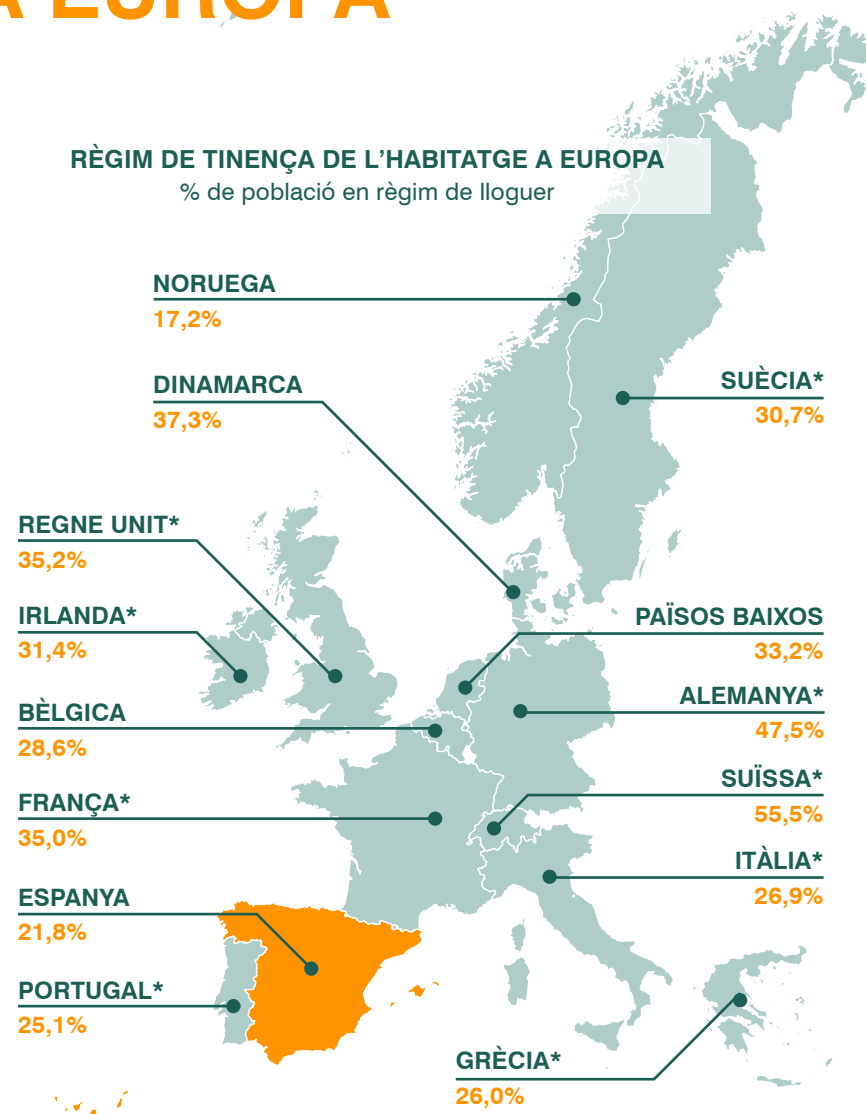 A EUROPA
RÈGIM DE TINENÇA DE L’HABITATGE A EUROPA
% de població en règim de lloguer
NORUEGA
17,2%
DINAMARCA
37,3%
SUÈCIA*
30,7%
REGNE UNIT*
35,2%
IRLANDA*
31,4%
PAÏSOS BAIXOS
33,2%
ALEMANYA*
47,5%
BÈLGICA
28,6%
SUÏSSA*
55,5%
FRANÇA*
35,0%
ITÀLIA*
26,9%
ESPANYA
21,8%
PORTUGAL*
25,1%
GRÈCIA*
26,0%